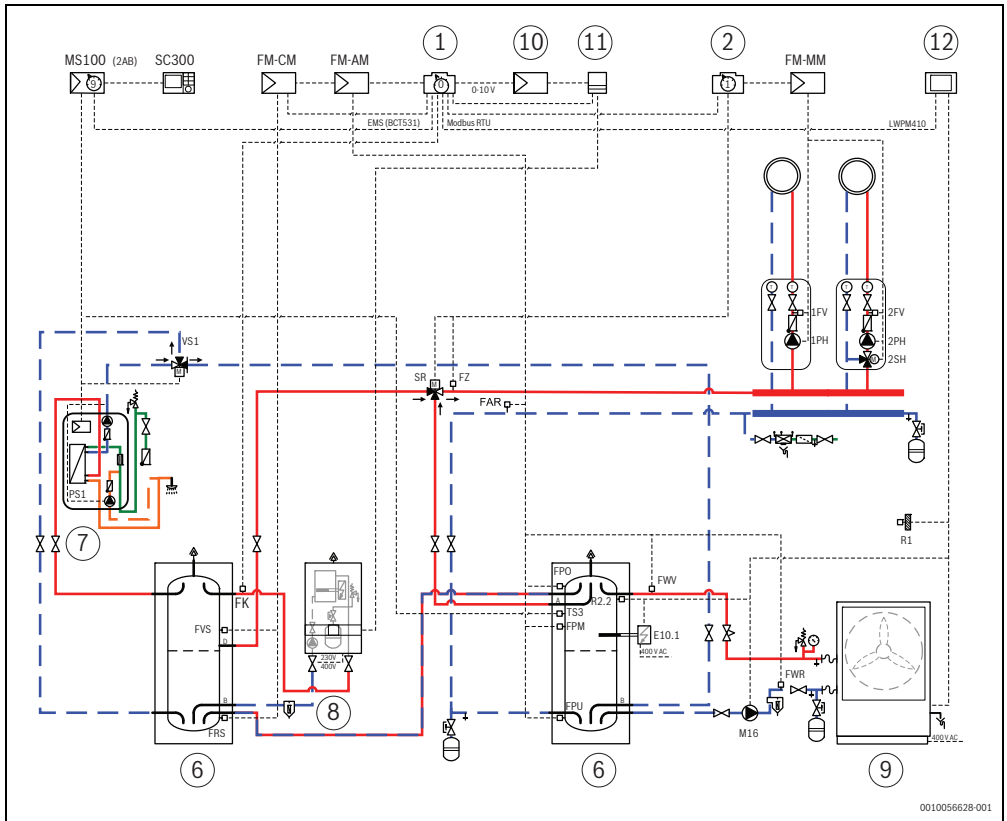 1
10
11
2
12
MS100 (2AB)
SC300
FM-CM
FM-AM
FM-MM
9
0
1
0-10 V
EMS (BCT531)
Modbus RTU
LWPM410
T
T
T
T
1FV
2FV
1PH
2PH
M
2SH
VS1
M
SR
M
FZ
FAR
PS1
7
R1
FPO
FWV
FK
A
R2.2
TS3
FVS
FPM
E10.1
D
400 V AC
230V
400V
FWR
B
B
8
FRS
FPU
M16
6
6
9
400 V AC
0010056628-001